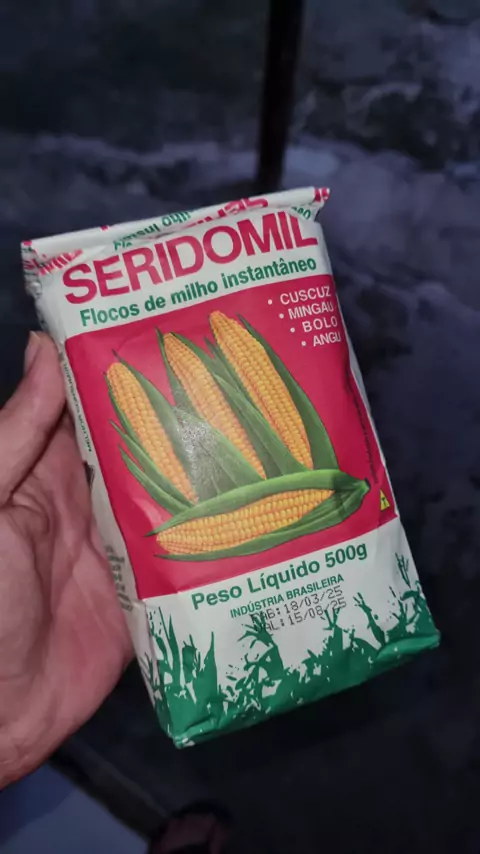 SERIDOMIL
Flocos de milho instantâneo
• CUSCUZ
• MINGAU
• BOLO
• ANGU
T
Peso Líquido 500g
INDÚSTRIA BRASILEIRA
FAB:18/03/25
VAL:15/08/25